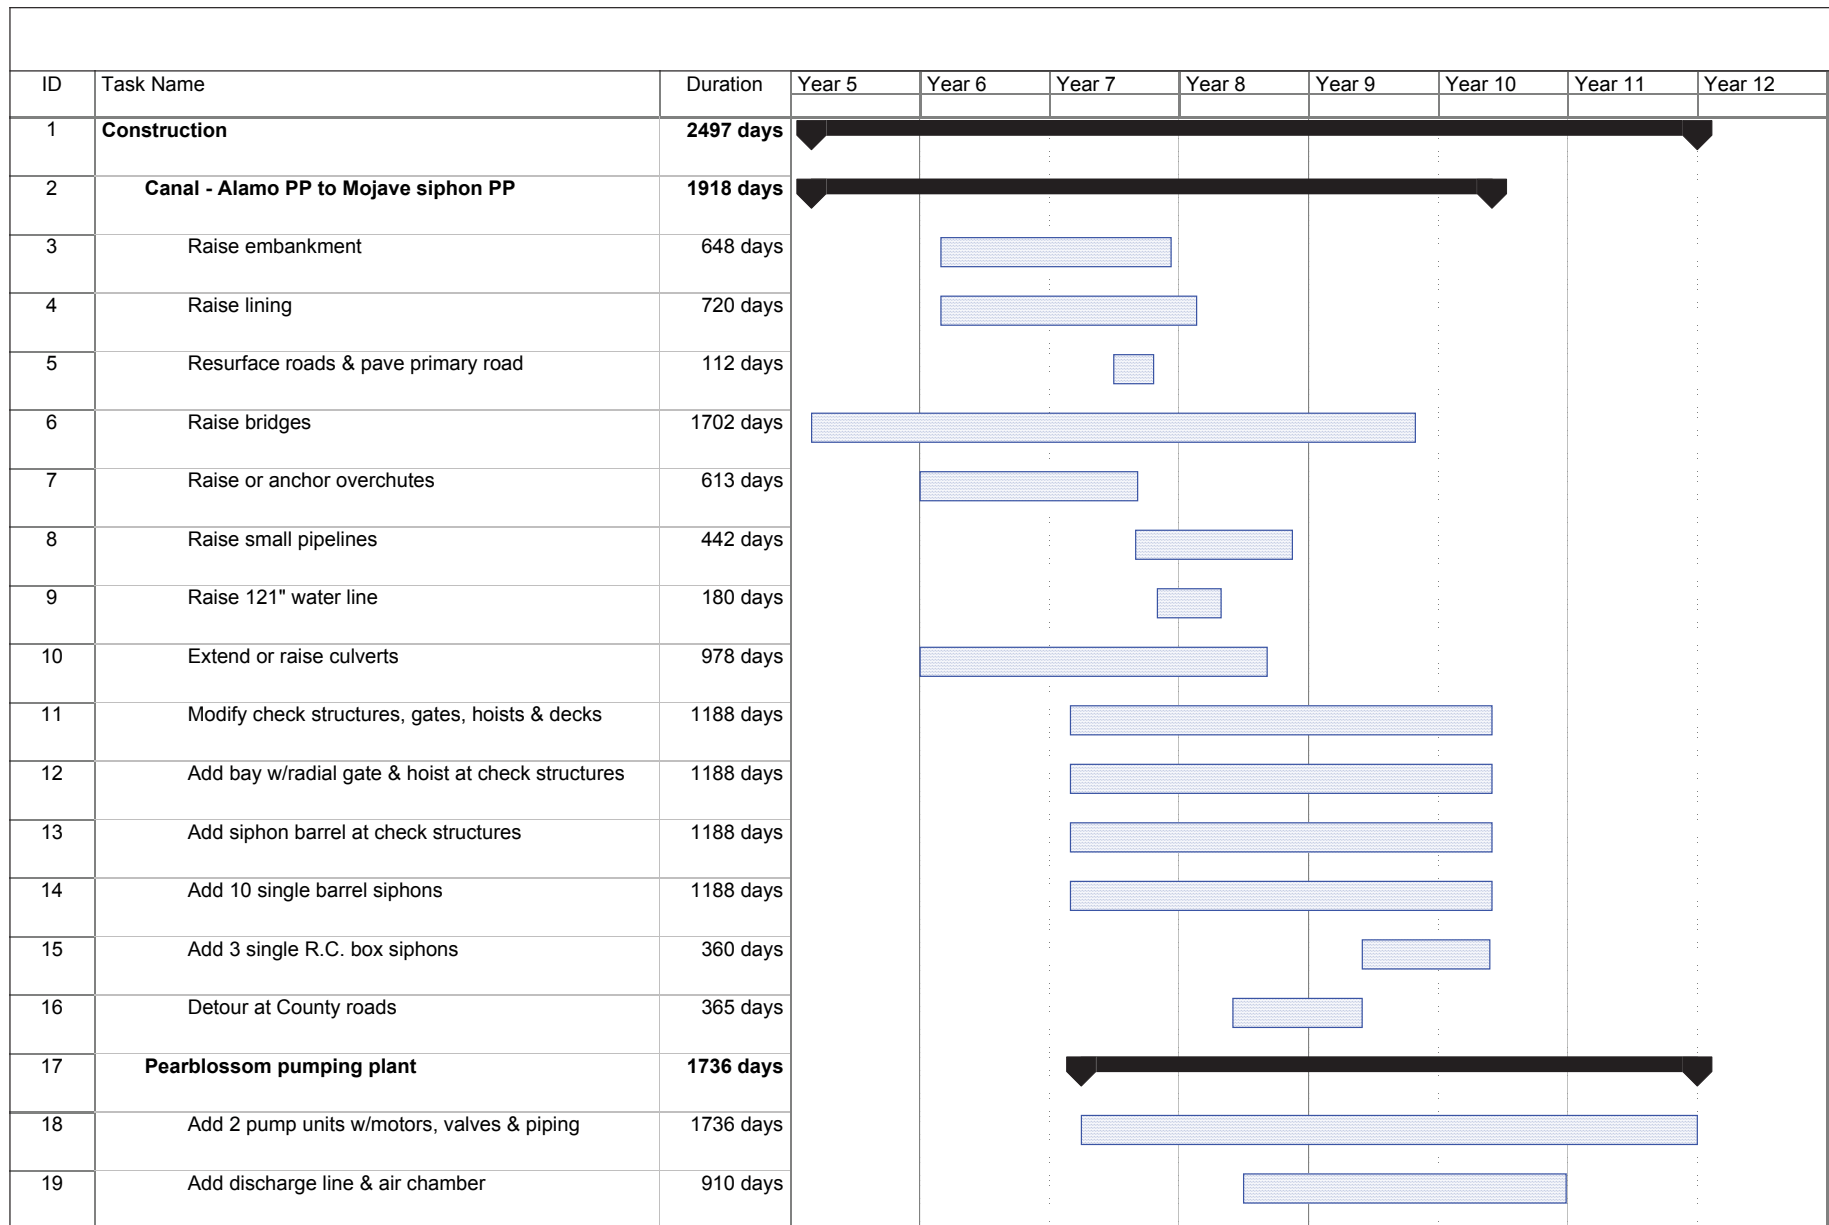 ID Task Name Duration Year 5 Year 6 Year 7 Year 8 Year 9 Year 10 Year 11 Year 12
1 Construction 2497 days
2 Canal - Alamo PP to Mojave siphon PP 1918 days
3 Raise embankment 648 days
4 Raise lining 720 days
5 Resurface roads & pave primary road 112 days
6 Raise bridges 1702 days
7 Raise or anchor overchutes 613 days
8 Raise small pipelines 442 days
9 Raise 121" water line 180 days
10 Extend or raise culverts 978 days
11 Modify check structures, gates, hoists & decks 1188 days
12 Add bay w/radial gate & hoist at check structures 1188 days
13 Add siphon barrel at check structures 1188 days
14 Add 10 single barrel siphons 1188 days
15 Add 3 single R.C. box siphons 360 days
16 Detour at County roads 365 days
17 Pearblossom pumping plant 1736 days
18 Add 2 pump units w/motors, valves & piping 1736 days
19 Add discharge line & air chamber 910 days